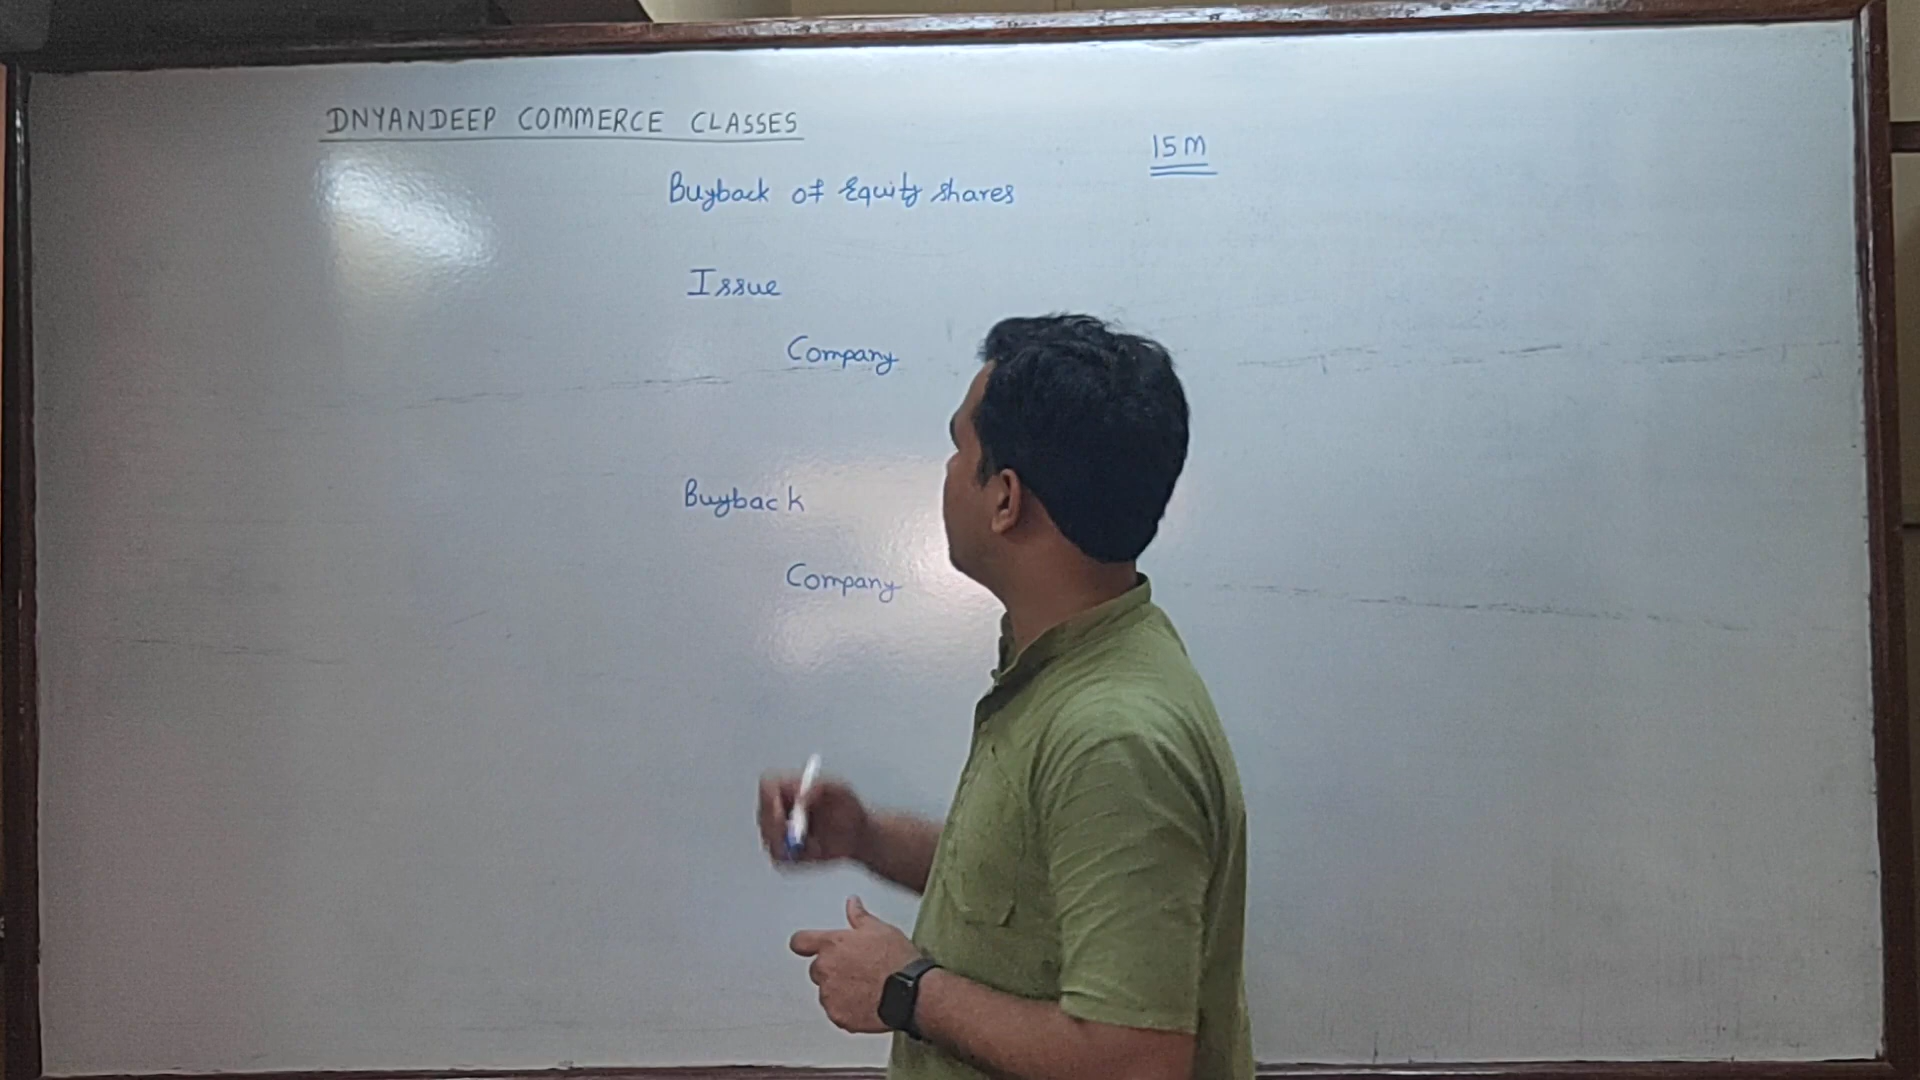 DNYANDEEP COMMERCE CLASSES
15 M
Buyback of Equity shares
Issue
Company
Buyback
Company